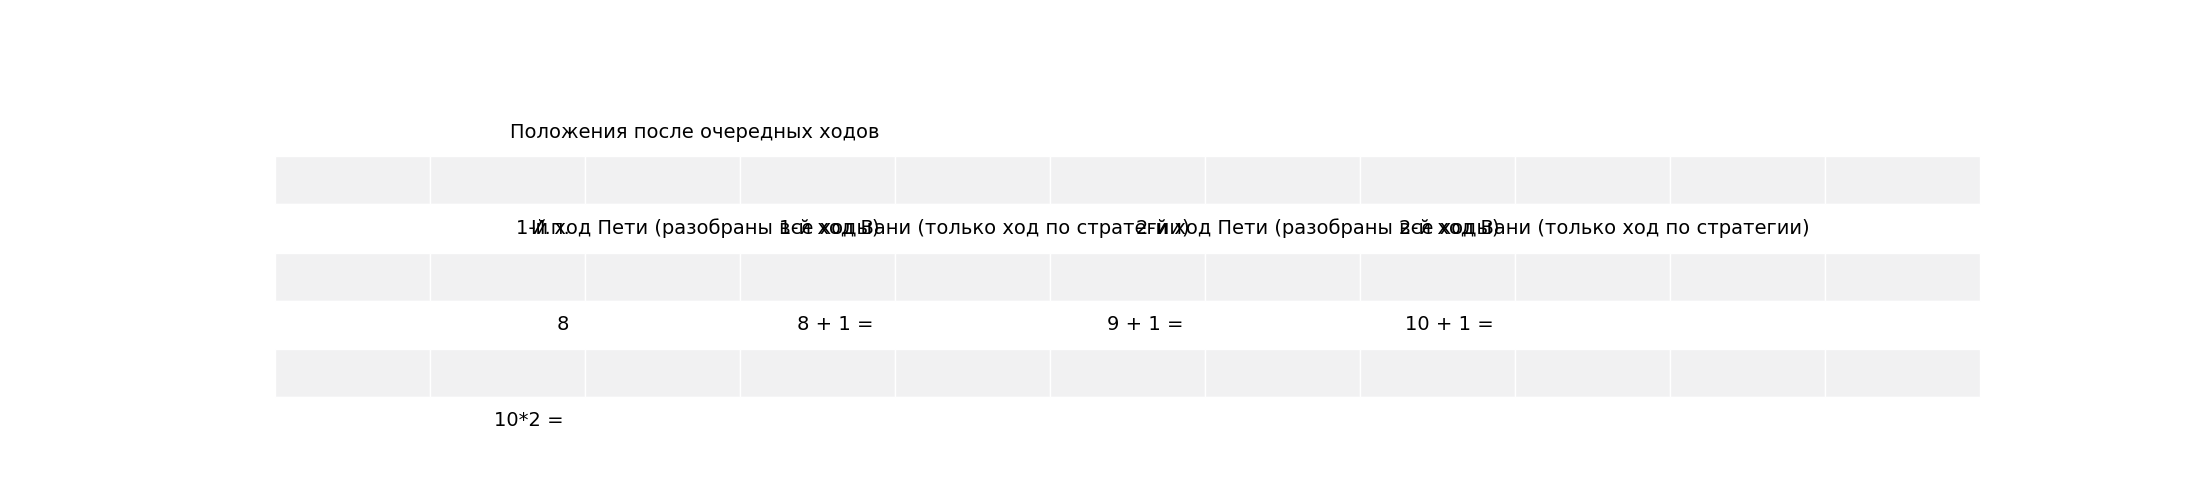 Положения после очередных ходов
И.п. 1-й ход Пети (разобраны все ходы) 1-й ход Вани (только ход по стратегии) 2-й ход Пети (разобраны все ходы) 2-й ход Вани (только ход по стратегии)
8 8 + 1 = 9 + 1 = 10 + 1 =
10*2 =